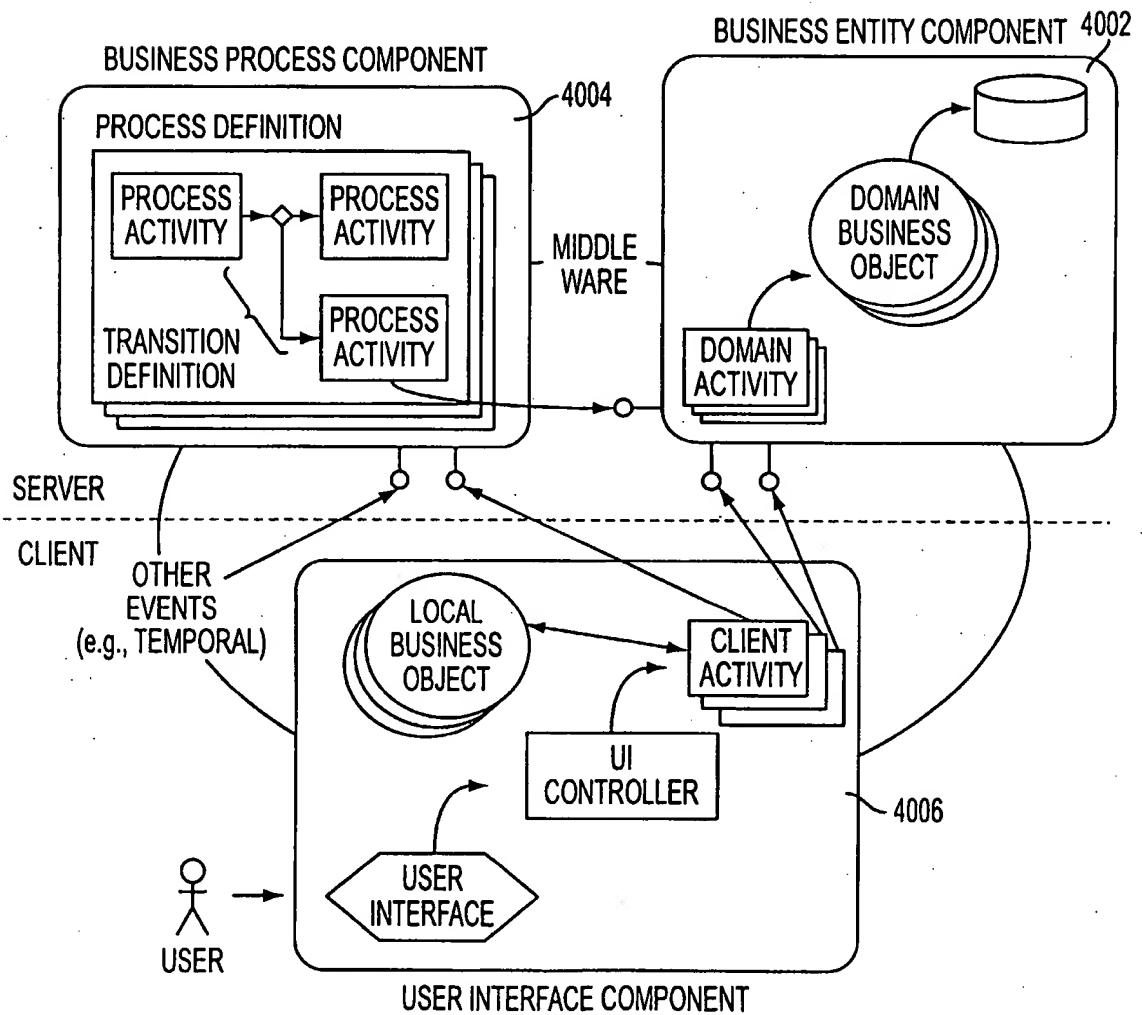 BUSINESS PROCESS COMPONENT
4004
PROCESS DEFINITION
PROCESS
ACTIVITY
PROCESS
ACTIVITY
PROCESS
ACTIVITY
TRANSITION
DEFINITION
MIDDLE
WARE
BUSINESS ENTITY COMPONENT
4002
DOMAIN
BUSINESS
OBJECT
DOMAIN
ACTIVITY
SERVER
CLIENT
OTHER
EVENTS
(e.g., TEMPORAL)
LOCAL
BUSINESS
OBJECT
CLIENT
ACTIVITY
UI
CONTROLLER
4006
USER
INTERFACE
USER
USER INTERFACE COMPONENT